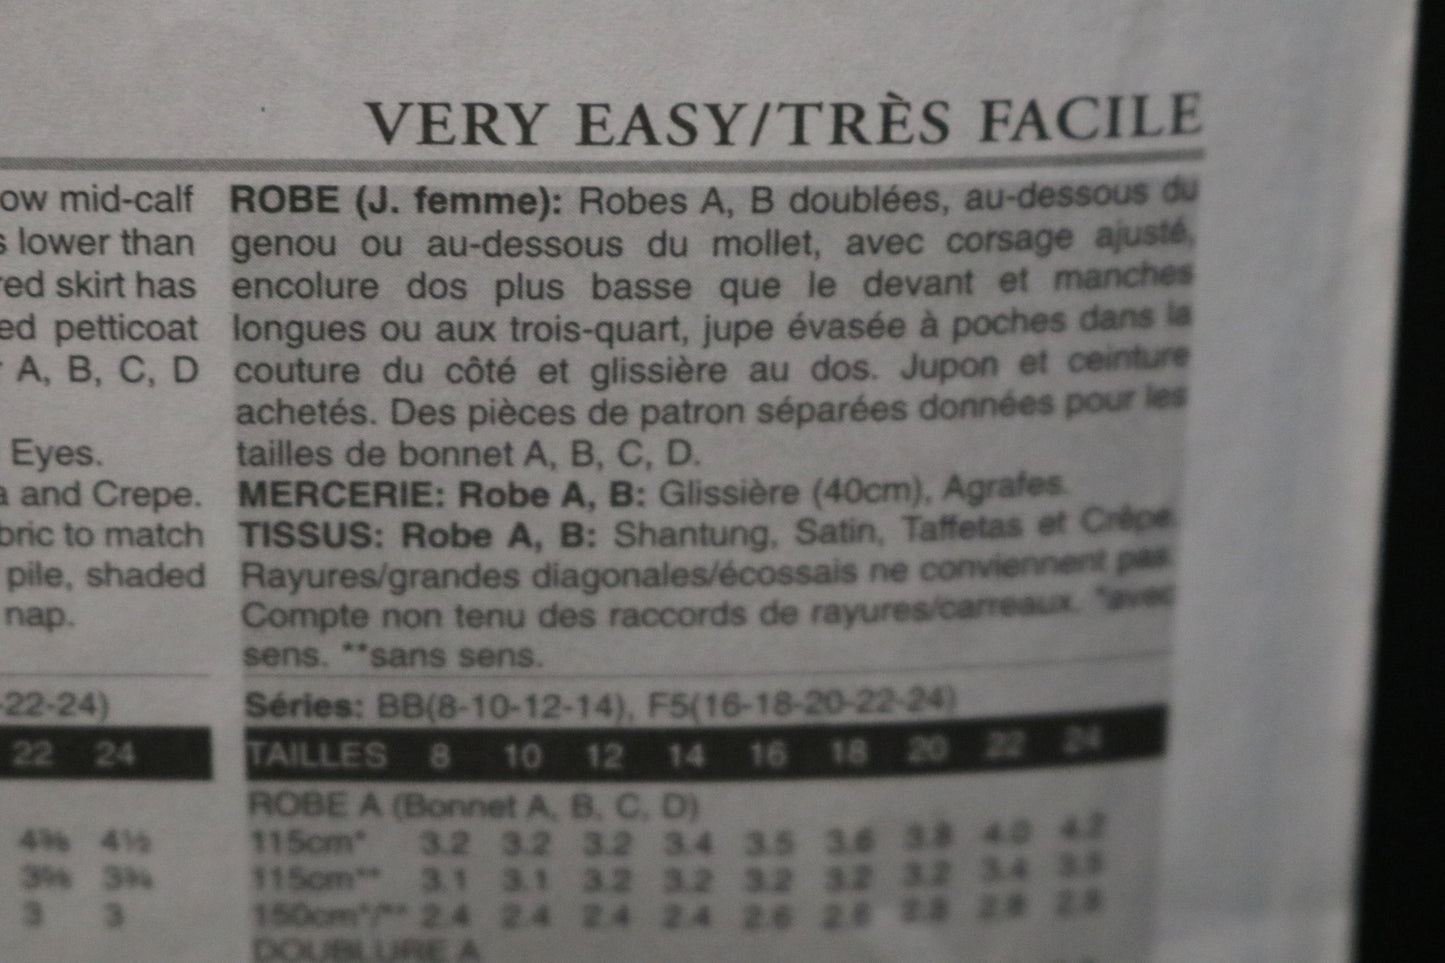 VERY EASY/TRÈS FACILE
ow mid-calf
s lower than
red skirt has
ed petticoat
A, B, C, D
Eyes.
a and Crepe.
bric to match
pile, shaded
nap.
-22-24)
22 24
4½
3¾
3 3
ROBE (J. femme): Robes A, B doublées, au-dessous du
genou ou au-dessous du mollet, avec corsage ajusté,
encolure dos plus basse que le devant et manches
longues ou aux trois-quart, jupe évasée à poches dans la
couture du côté et glissière au dos. Jupon et ceinture
achetés. Des pièces de patron séparées données pour les
tailles de bonnet A, B, C, D.
MERCERIE: Robe A, B: Glissière (40cm), Agrafes.
TISSUS: Robe A, B: Shantung, Satin, Taffetas et Crêpe.
Rayures/grandes diagonales/écossais ne conviennent pas.
Compte non tenu des raccords de rayures/carreaux. *avec
sens. **sans sens.
Séries: BB(8-10-12-14), F5(16-18-20-22-24)
TAILLES 8 10 12 14 16 18 20 22 24
ROBE A (Bonnet A, B, C, D)
115cm* 3.2 3.2 3.2 3.4 3.5 3.6 3.8 4.0 4.2
115cm** 3.1 3.1 3.2 3.2 3.2 3.2 3.2 3.4 3.5
150cm*/** 2.4 2.4 2.4 2.4 2.6 2.8 2.8 2.8 2.8
DOUBLURE A